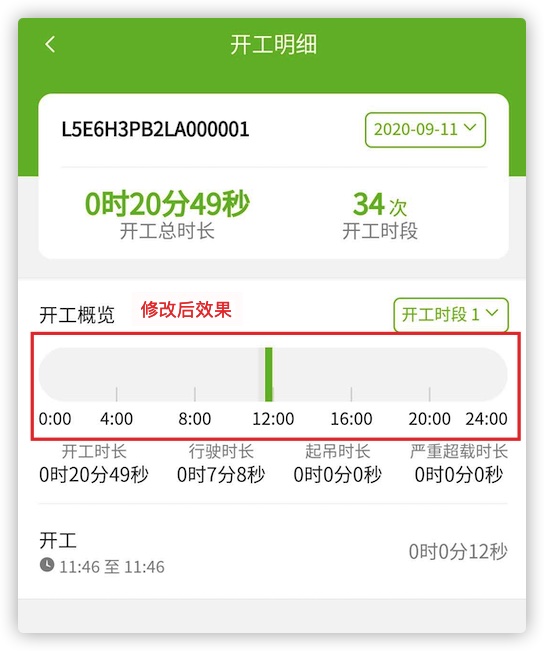 开工明细
L5E6H3PB2LA000001
2020-09-11
0时20分49秒
34 次
开工总时长
开工时段
开工概览
修改后效果
开工时段 1
0:00 4:00 8:00 12:00 16:00 20:00 24:00
开工时长 行驶时长 起吊时长 严重超载时长
0时20分49秒 0时7分8秒 0时0分0秒 0时0分0秒
开工
0时0分12秒
11:46 至 11:46